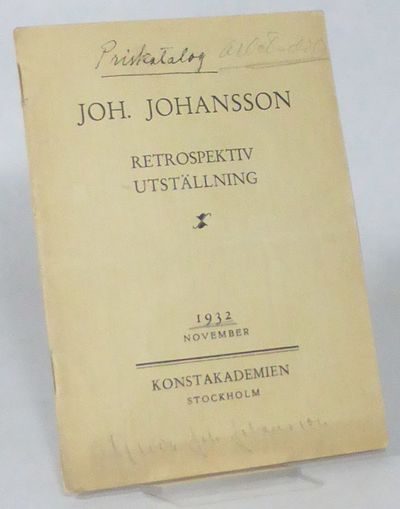 Priskatalog
JOH. JOHANSSON
RETROSPEKTIV
UTSTÄLLNING
1932
NOVEMBER
KONSTAKADEMIEN
STOCKHOLM